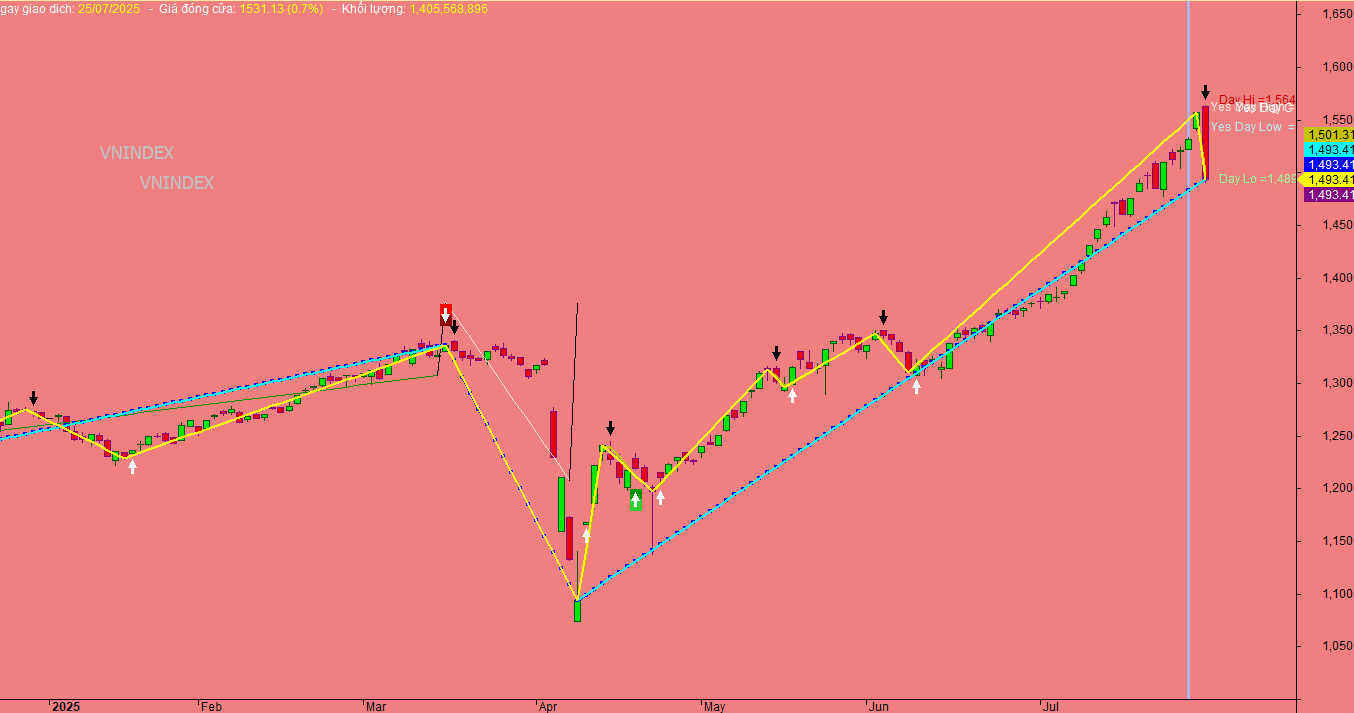 gay giao dich: 25/07/2025 - Giá đóng cửa: 1531.13 (0.7%) - Khối lượng: 1,405,568,896
1,650
1,600
Day Hi =1,564
Yes Day
1,550
Yes Day Low =
1,501.31
VNINDEX
1,493.41
1,493.41
Day Lo =1,489
1,493.41
VNINDEX
1,493.41
1,450
1,400
1,350
1,300
1,250
1,200
1,150
1,100
1,050
2025 Feb Mar Apr May Jun Jul